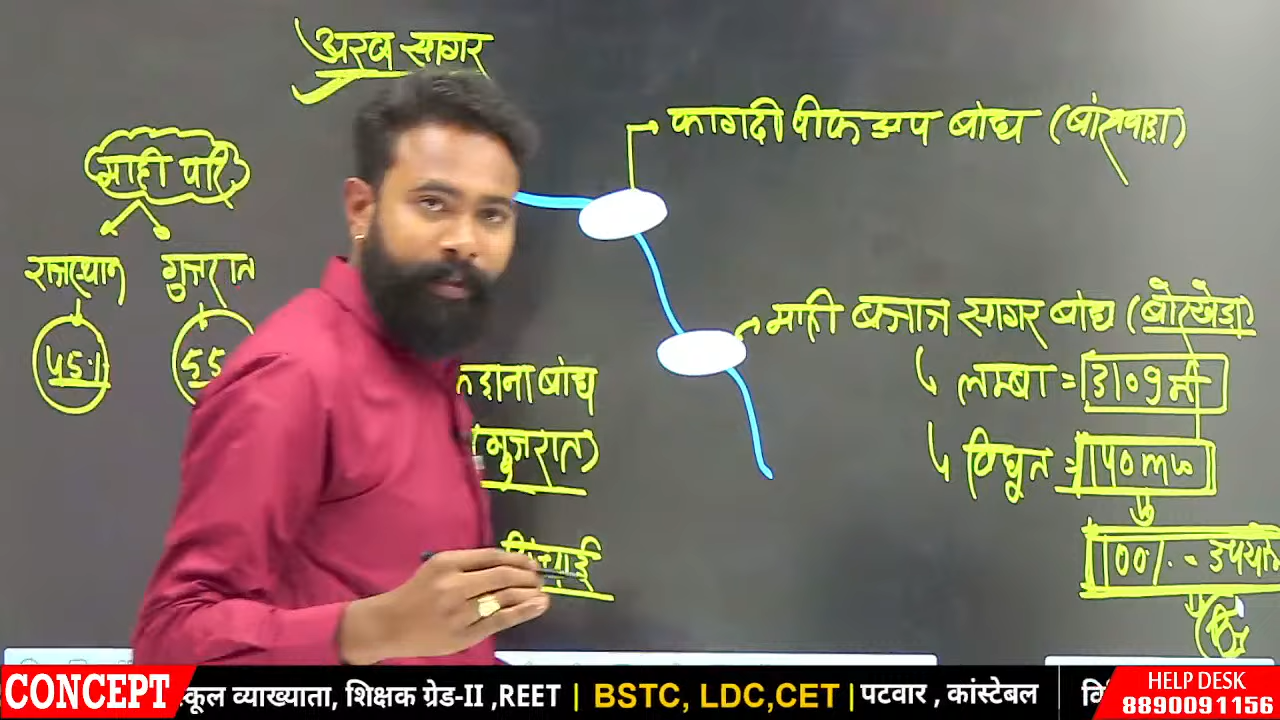 अरब सागर
माही परि.
राजस्थान गुजरात
45%
55
कागदी पीकअप बांध (बांसवाड़ा)
माही बजाज सागर बांध (बोरखेड़ा)
लम्बा = 3109 मी
विधुत = 140 mw
100% - उपयोग
बांध
गुजरात)
CONCEPT
कूल व्याख्याता, शिक्षक ग्रेड-II ,REET | BSTC, LDC,CET | पटवार , कांस्टेबल
HELP DESK
8890091156